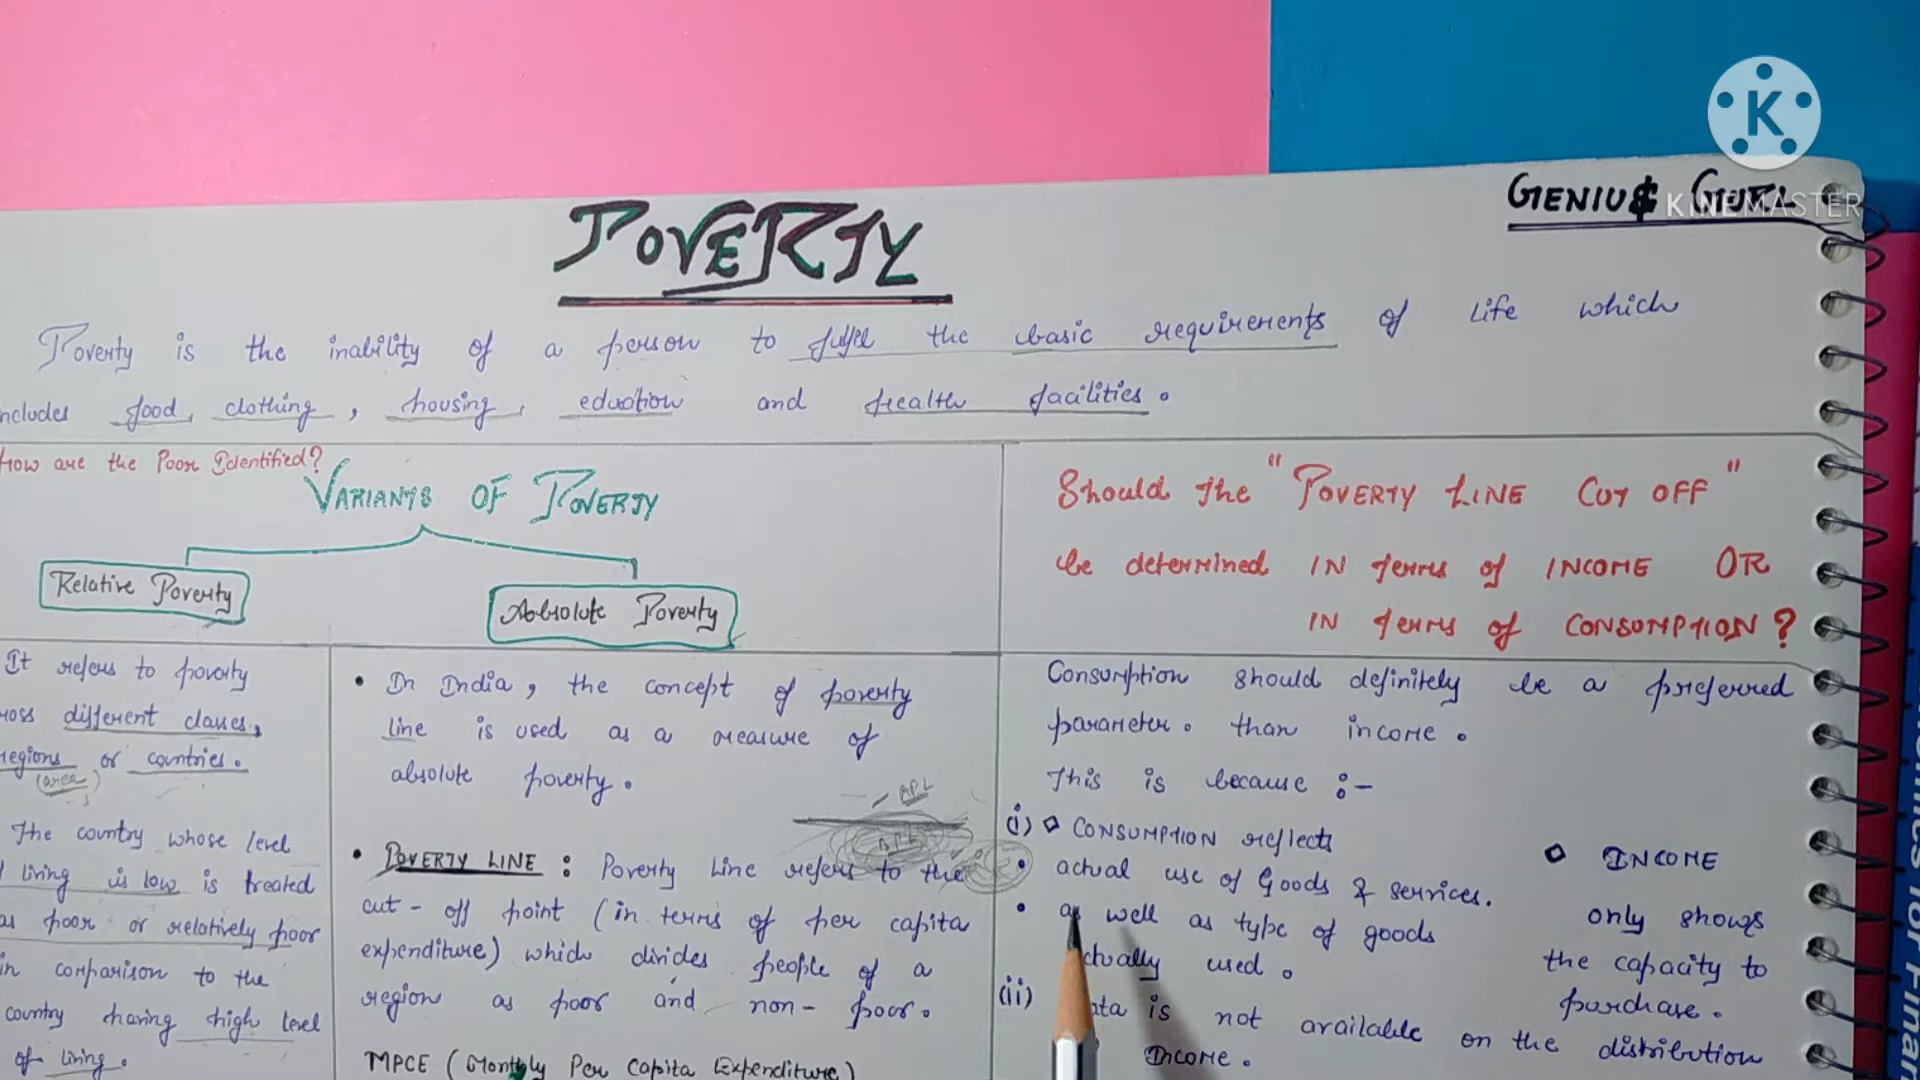 K
KINEMASTER
GENIU$ GURU
POVERTY
Poverty is the inability of a person to fulfil the basic requirements of life which
ncludes food, clothing, housing, eduction and health facilities.
How are the Poor Identified?
VARIANTS OF POVERTY
Relative Poverty
Absolute Poverty
It refers to poverty
ross different classes,
regions or countries.
(area)
The country whose level
living is low is treated
as poor or relatively poor
in comparison to the
country having high level
of living.
• In India, the concept of poverty
line is used as a measure of
absolute poverty.
APL
BPL
• POVERTY LINE : Poverty Line refers to the
cut-off point (in terms of per capita
expenditure) which divides people of a
region as poor and non-poor.
MPCE (Monthly Per Capita Expenditure)
Should the "POVERTY LINE CUT OFF"
be determined IN terms of INCOME OR
IN terms of CONSUMPTION?
Consumption should definitely be a preferred
parameter. than income.
This is because :-
(i) CONSUMPTION reflects
• actual use of Goods & services.
• as well as type of goods
ctually used.
INCOME
only shows
the capacity to
purchase.
(ii) ata is not available on the distribution
INCOME.